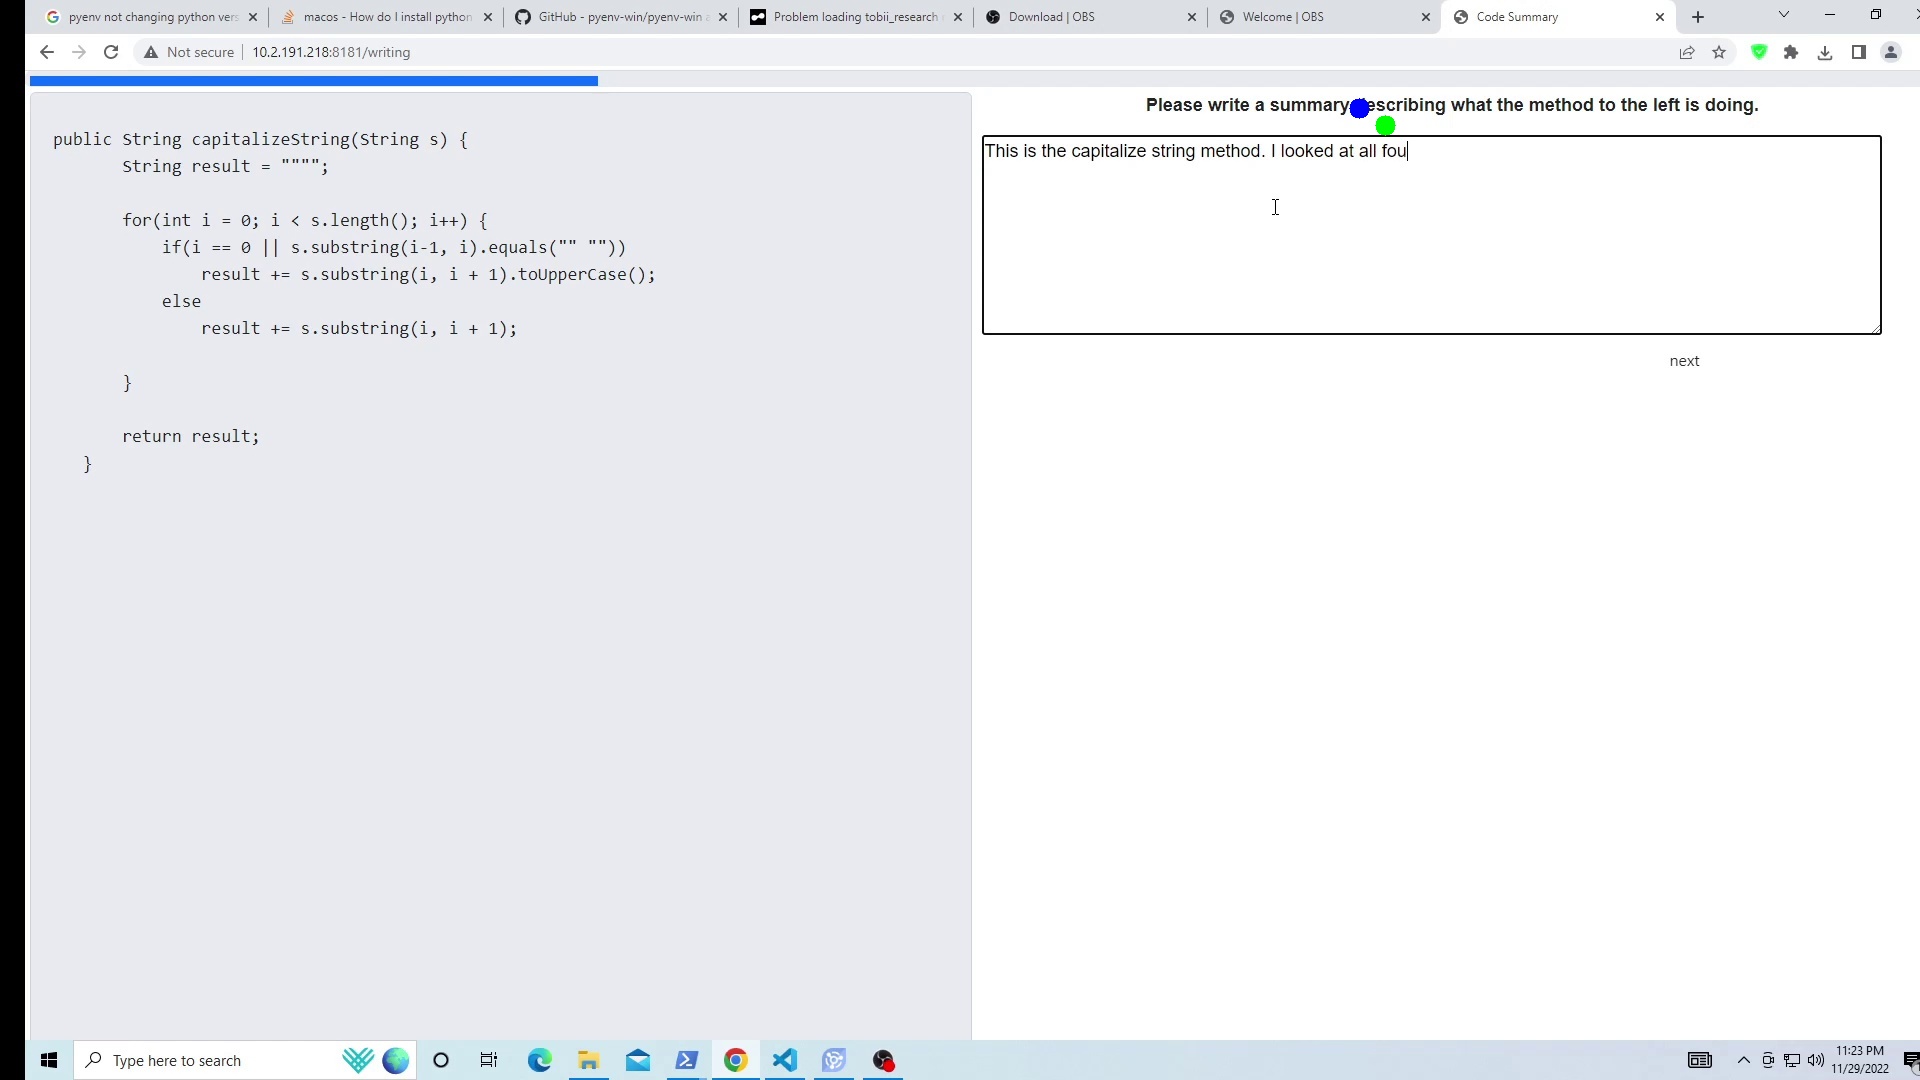 pyenv not changing python vers
macos - How do I install python
GitHub - pyenv-win/pyenv-win
Problem loading tobii_research
Download | OBS
Welcome | OBS
Code Summary
Not secure
10.2.191.218:8181/writing
Please write a summary describing what the method to the left is doing.
public String capitalizeString(String s) {
String result = """";
for(int i = 0; i < s.length(); i++) {
if(i == 0 || s.substring(i-1, i).equals("" ""))
result += s.substring(i, i + 1).toUpperCase();
else
result += s.substring(i, i + 1);
}
return result;
}
This is the capitalize string method. I looked at all fou
next
Type here to search
11:23 PM
11/29/2022